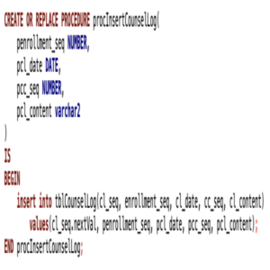 CREATE OR REPLACE PROCEDURE procInsertCounselLog(
penrollment_seq NUMBER,
pcl_date DATE,
pcc_seq NUMBER,
pcl_content varchar2
)
IS
BEGIN
insert into tblCounselLog(cl_seq, enrollment_seq, cl_date, cc_seq, cl_content)
values(cl_seq.nextVal, penrollment_seq, pcl_date, pcc_seq, pcl_content);
END procInsertCounselLog;